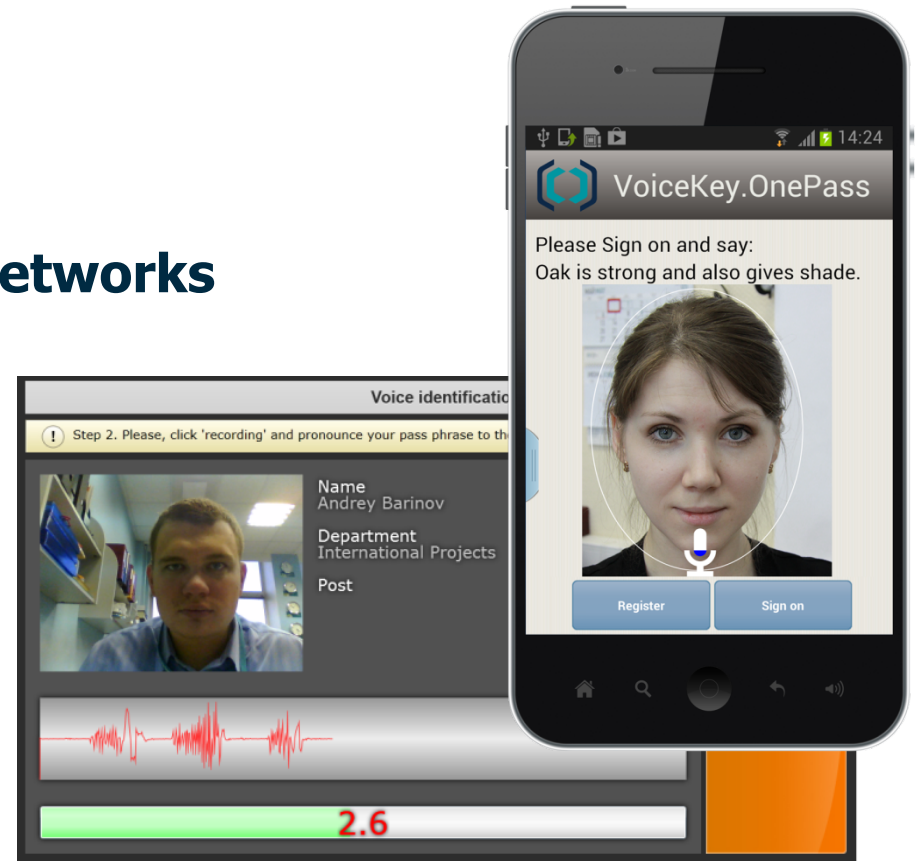 etworks
14:24
VoiceKey.OnePass
Please Sign on and say:
Oak is strong and also gives shade.
Register
Sign on
Voice identificatio
! Step 2. Please, click 'recording' and pronounce your pass phrase to th
Name
Andrey Barinov
Department
International Projects
Post
2.6